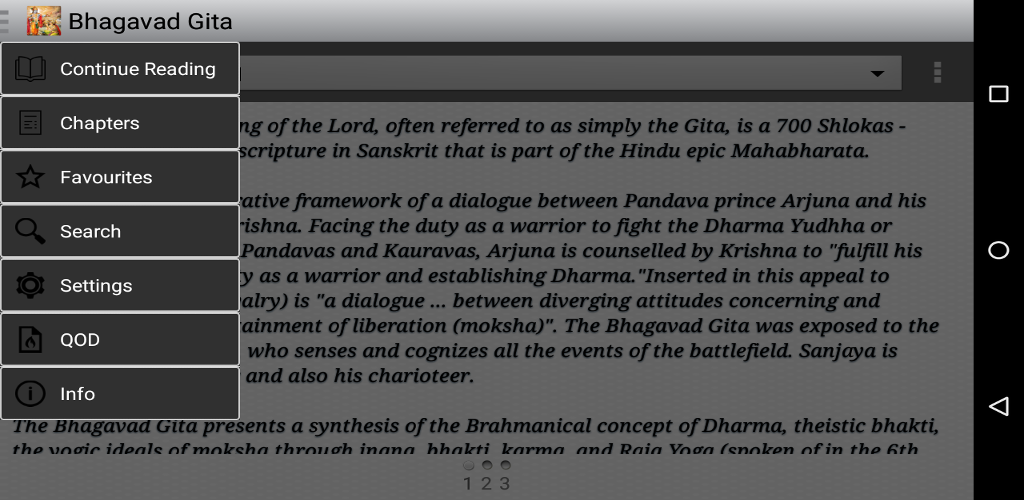 Bhagavad Gita
Continue Reading
Chapters
Favourites
Search
Settings
QOD
Info
of the Lord, often referred to as simply the Gita, is a 700 Shlokas -
scripture in Sanskrit that is part of the Hindu epic Mahabharata.
framework of a dialogue between Pandava prince Arjuna and his
Facing the duty as a warrior to fight the Dharma Yudhha or
Pandavas and Kauravas, Arjuna is counselled by Krishna to "fulfill his
as a warrior and establishing Dharma."Inserted in this appeal to
is "a dialogue ... between diverging attitudes concerning and
of liberation (moksha)". The Bhagavad Gita was exposed to the
who senses and cognizes all the events of the battlefield. Sanjaya is
and also his charioteer.
The Bhagavad Gita presents a synthesis of the Brahmanical concept of Dharma, theistic bhakti,
the yogic ideals of moksha through jnana, bhakti, karma, and Raja Yoga (spoken of in the 6th
1 2 3